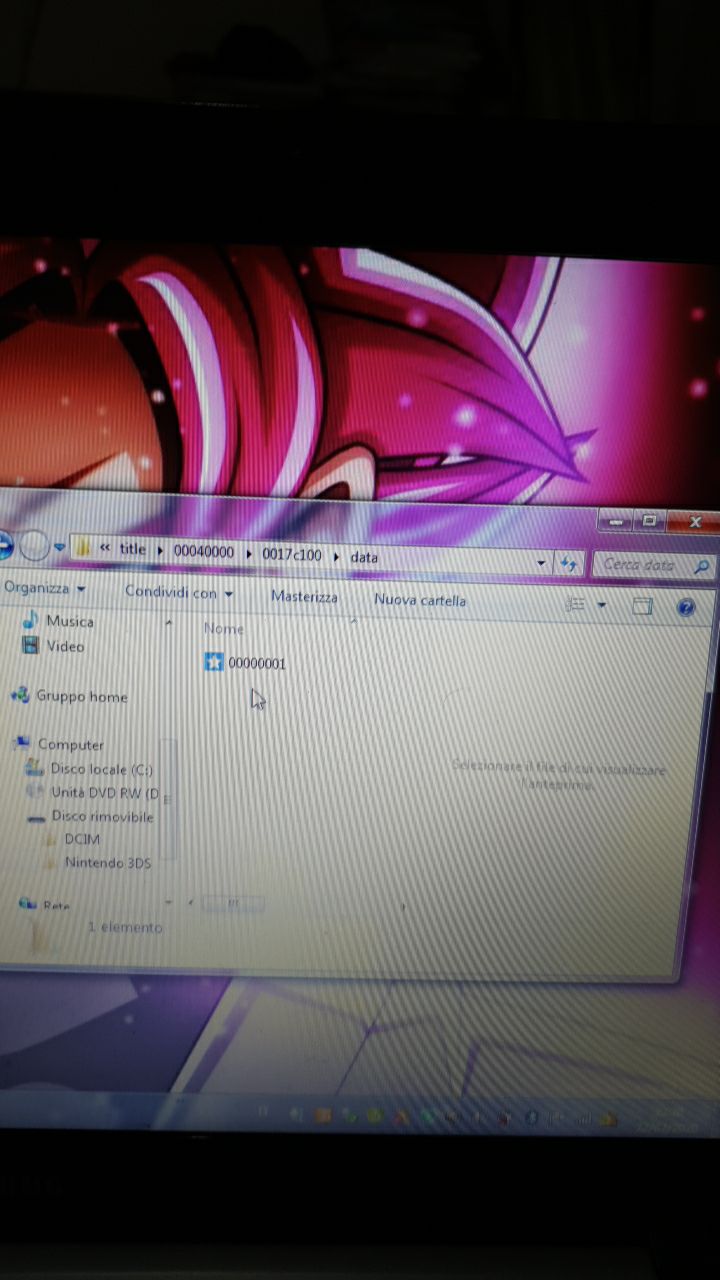 « title ▸ 00040000 ▸ 0017c100 ▸ data
Cerca data
Organizza
Condividi con
Masterizza
Nuova cartella
Musica
Video
Gruppo home
Computer
Disco locale (C:)
Unità DVD RW (D
Disco rimovibile
DCIM
Nintendo 3DS
Rete
Nome
00000001
Selezionare il file di cui visualizzare
l'anteprima.
1 elemento